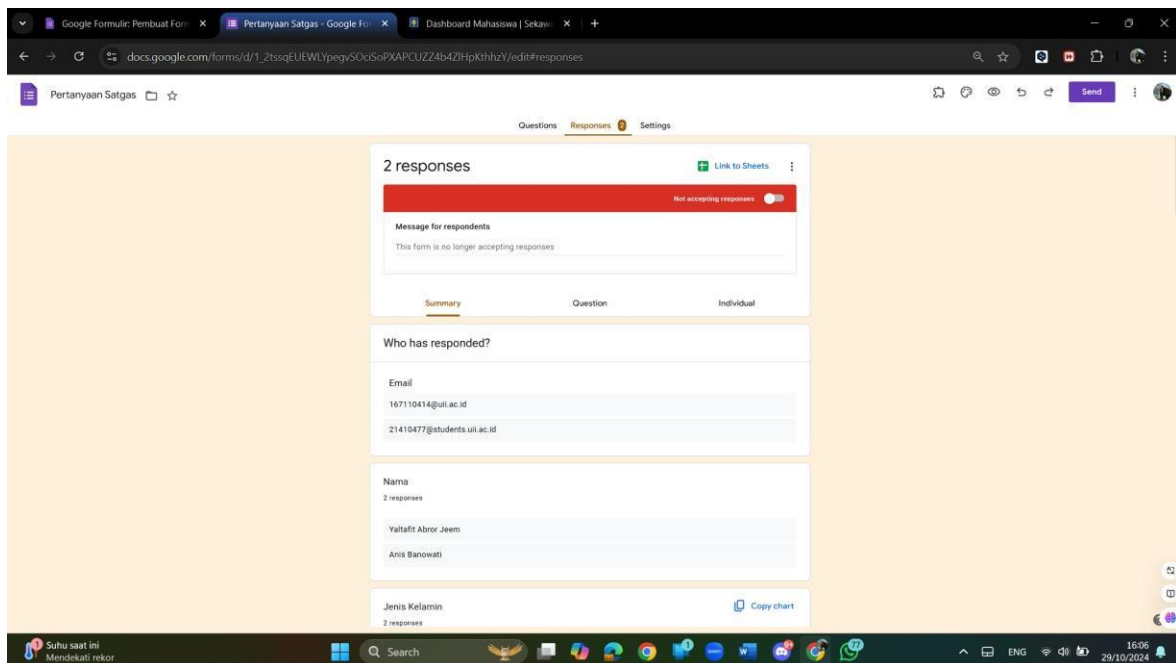 Google Formulir: Pembuat Form
Pertanyaan Satgas - Google Fo
Dashboard Mahasiswa | Sekaw
docs.google.com/forms/d/1_2tssqEUEWLYpegvSOciSoPXAPCUZZ4b4ZlHpKthhzY/edit#responses
Pertanyaan Satgas
Send
Questions Responses 2 Settings
2 responses
Link to Sheets
Not accepting responses
Message for respondents
This form is no longer accepting responses
Summary Question Individual
Who has responded?
Email
167110414@uii.ac.id
21410477@students.uii.ac.id
Nama
2 responses
Yaltafit Abror Jeem
Anis Banowati
Jenis Kelamin
Copy chart
2 responses
1
Suhu saat ini
Mendekati rekor
Search
77
ENG
16:06
29/10/2024